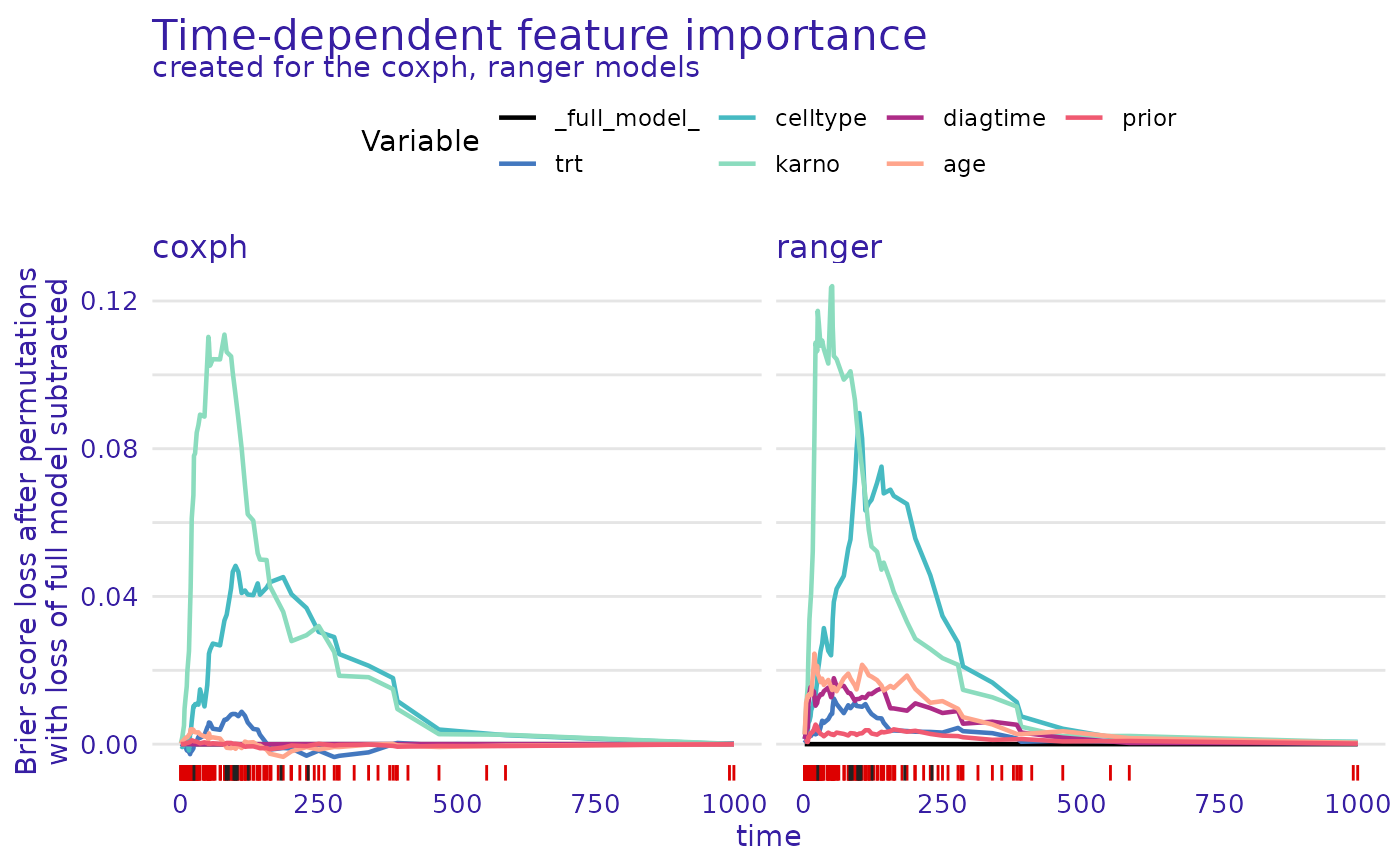 Time-dependent feature importance
created for the coxph, ranger models
Variable
_full_model_ celltype diagtime prior
trt karno age
coxph ranger
Brier score loss after permutations
with loss of full model subtracted
0.12
0.08
0.04
0.00
0 250 500 750 1000 0 250 500 750 1000
time